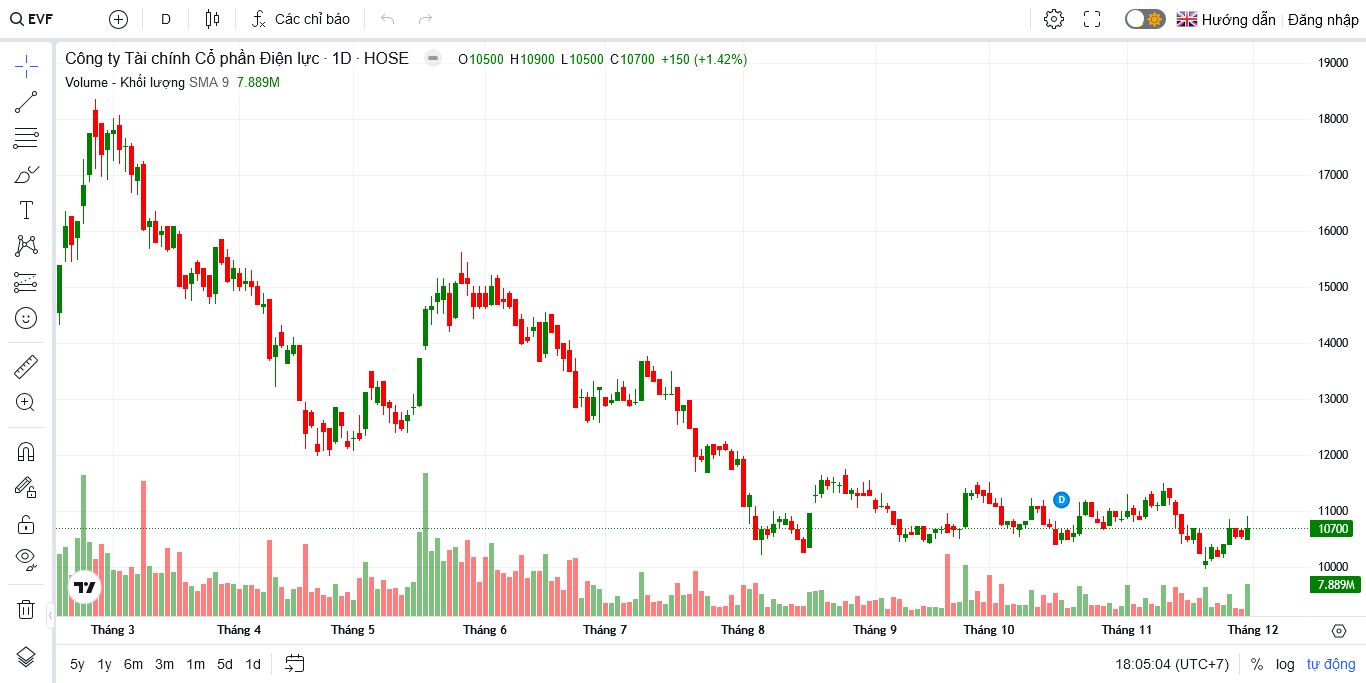 EVF D Các chỉ báo Hướng dẫn Đăng nhập
Công ty Tài chính Cổ phần Điện lực · 1D · HOSE O10500 H10900 L10500 C10700 +150 (+1.42%)
Volume - Khối lượng SMA 9 7.889M
19000
18000
17000
16000
15000
14000
13000
12000
11000
D
10700
10000
7.889M
Tháng 3 Tháng 4 Tháng 5 Tháng 6 Tháng 7 Tháng 8 Tháng 9 Tháng 10 Tháng 11 Tháng 12
5y 1y 6m 3m 1m 5d 1d 18:05:04 (UTC+7) % log tự động